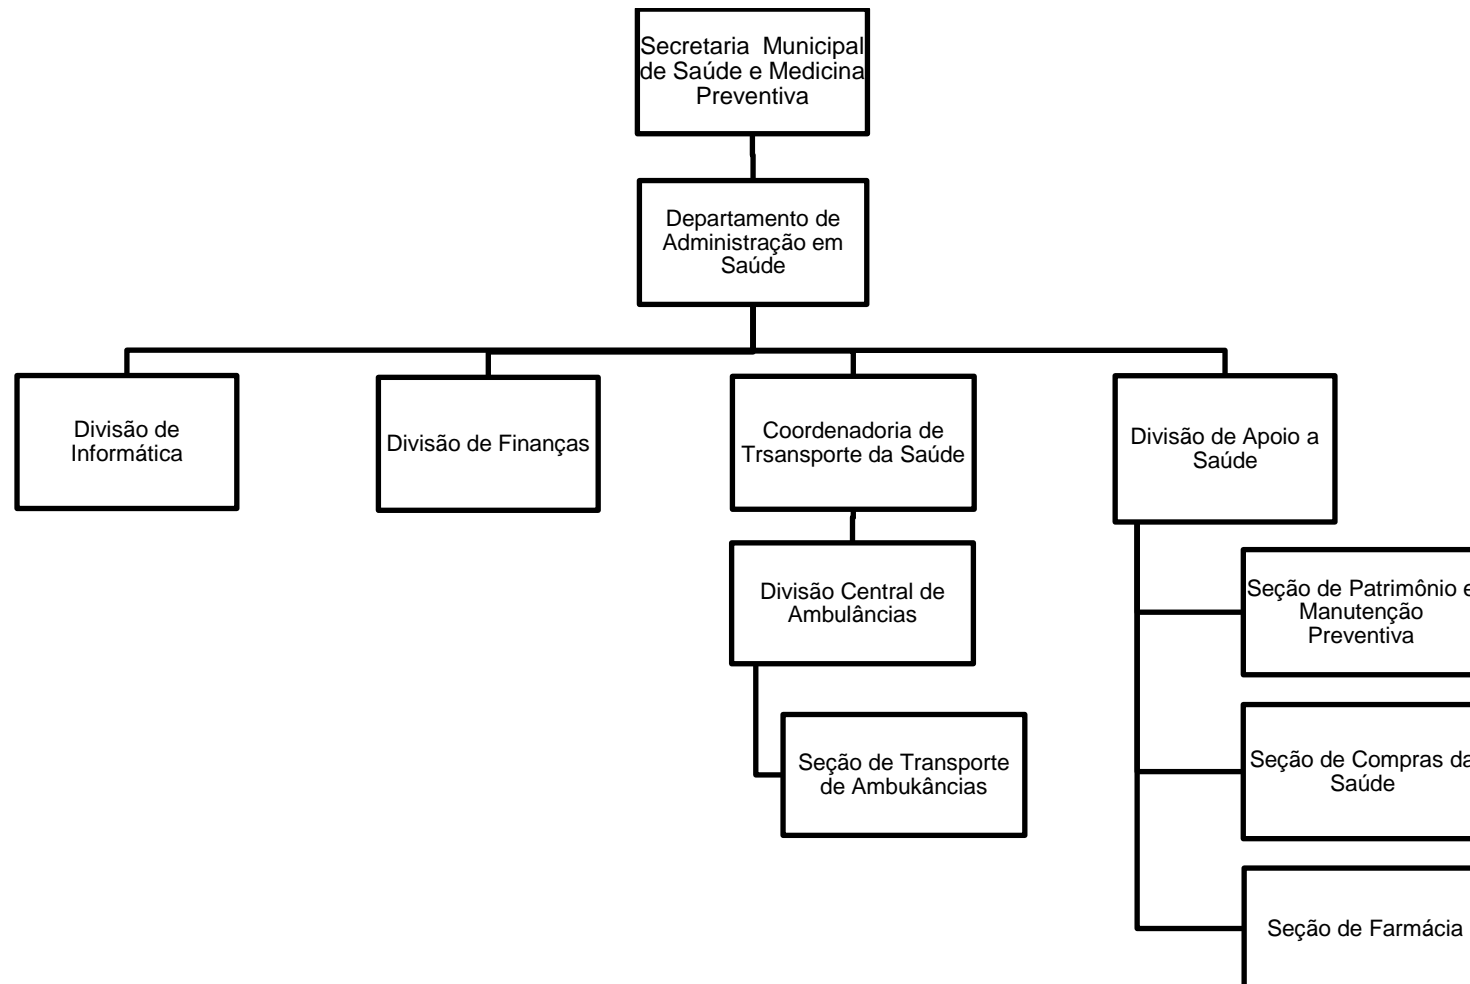 Secretaria Municipal
de Saúde e Medicina
Preventiva
Departamento de
Administração em
Saúde
Divisão de
Informática
Divisão de Finanças
Coordenadoria de
Trsansporte da Saúde
Divisão de Apoio a
Saúde
Divisão Central de
Ambulâncias
Seção de Transporte
de Ambukâncias
Seção de Patrimônio e
Manutenção
Preventiva
Seção de Compras da
Saúde
Seção de Farmácia